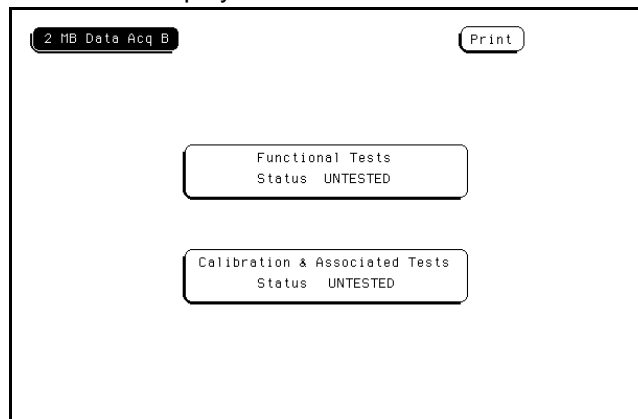 2 MB Data Acq B
Print
Functional Tests
Status UNTESTED
Calibration & Associated Tests
Status UNTESTED